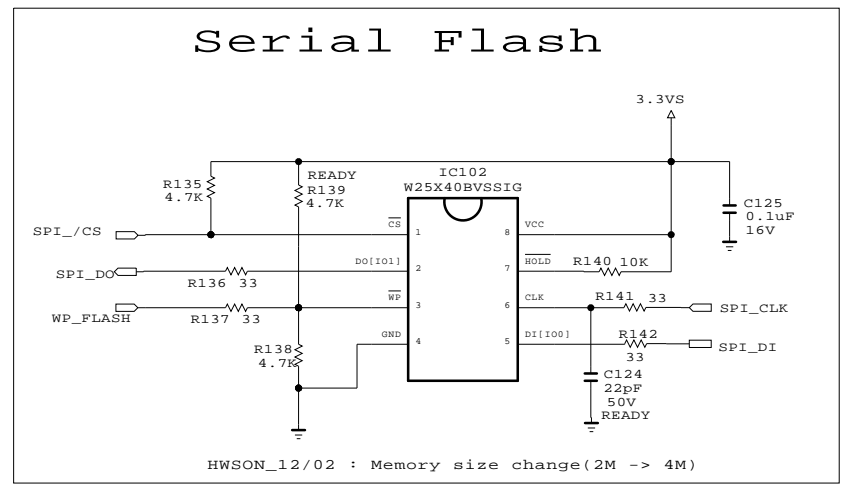 Serial Flash
3.3VS
READY
R135
4.7K
R139
4.7K
IC102
W25X40BVSSIG
C125
0.1uF
16V
SPI_/CS
CS
1
8
VCC
SPI_DO
R136 33
DO[IO1]
2
7
HOLD
R140 10K
WP_FLASH
R137 33
WP
3
6
CLK
R141 33
SPI_CLK
R138
4.7K
GND
4
5
DI[IO0]
R142
33
SPI_DI
C124
22pF
50V
READY
HWSON_12/02 : Memory size change(2M -> 4M)